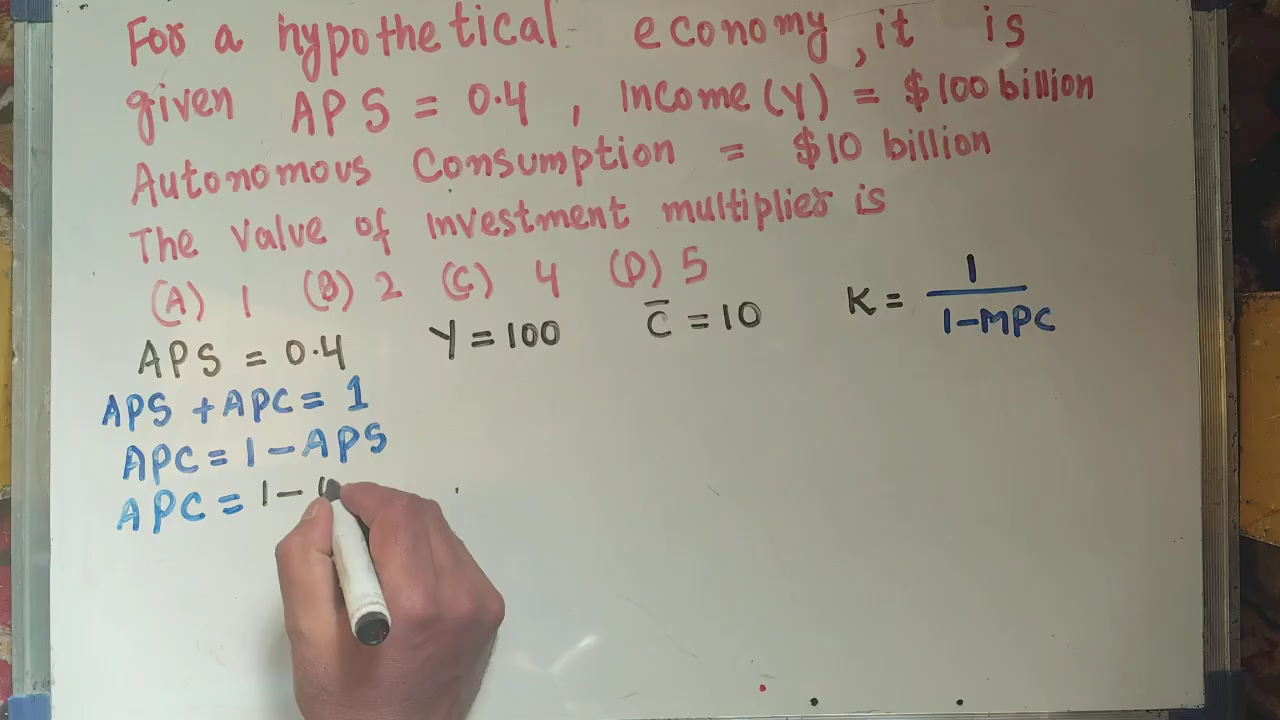 For a hypothetical economy, it is
given APS = 0.4, Income (Y) = $100 billion
Autonomous Consumption = $10 billion
The Value of Investment multiplier is
(A) 1 (B) 2 (C) 4 (D) 5
APS = 0.4 Y = 100 C̅ = 10 K = 1/1-MPC
APS + APC = 1
APC = 1 - APS
APC = 1 -